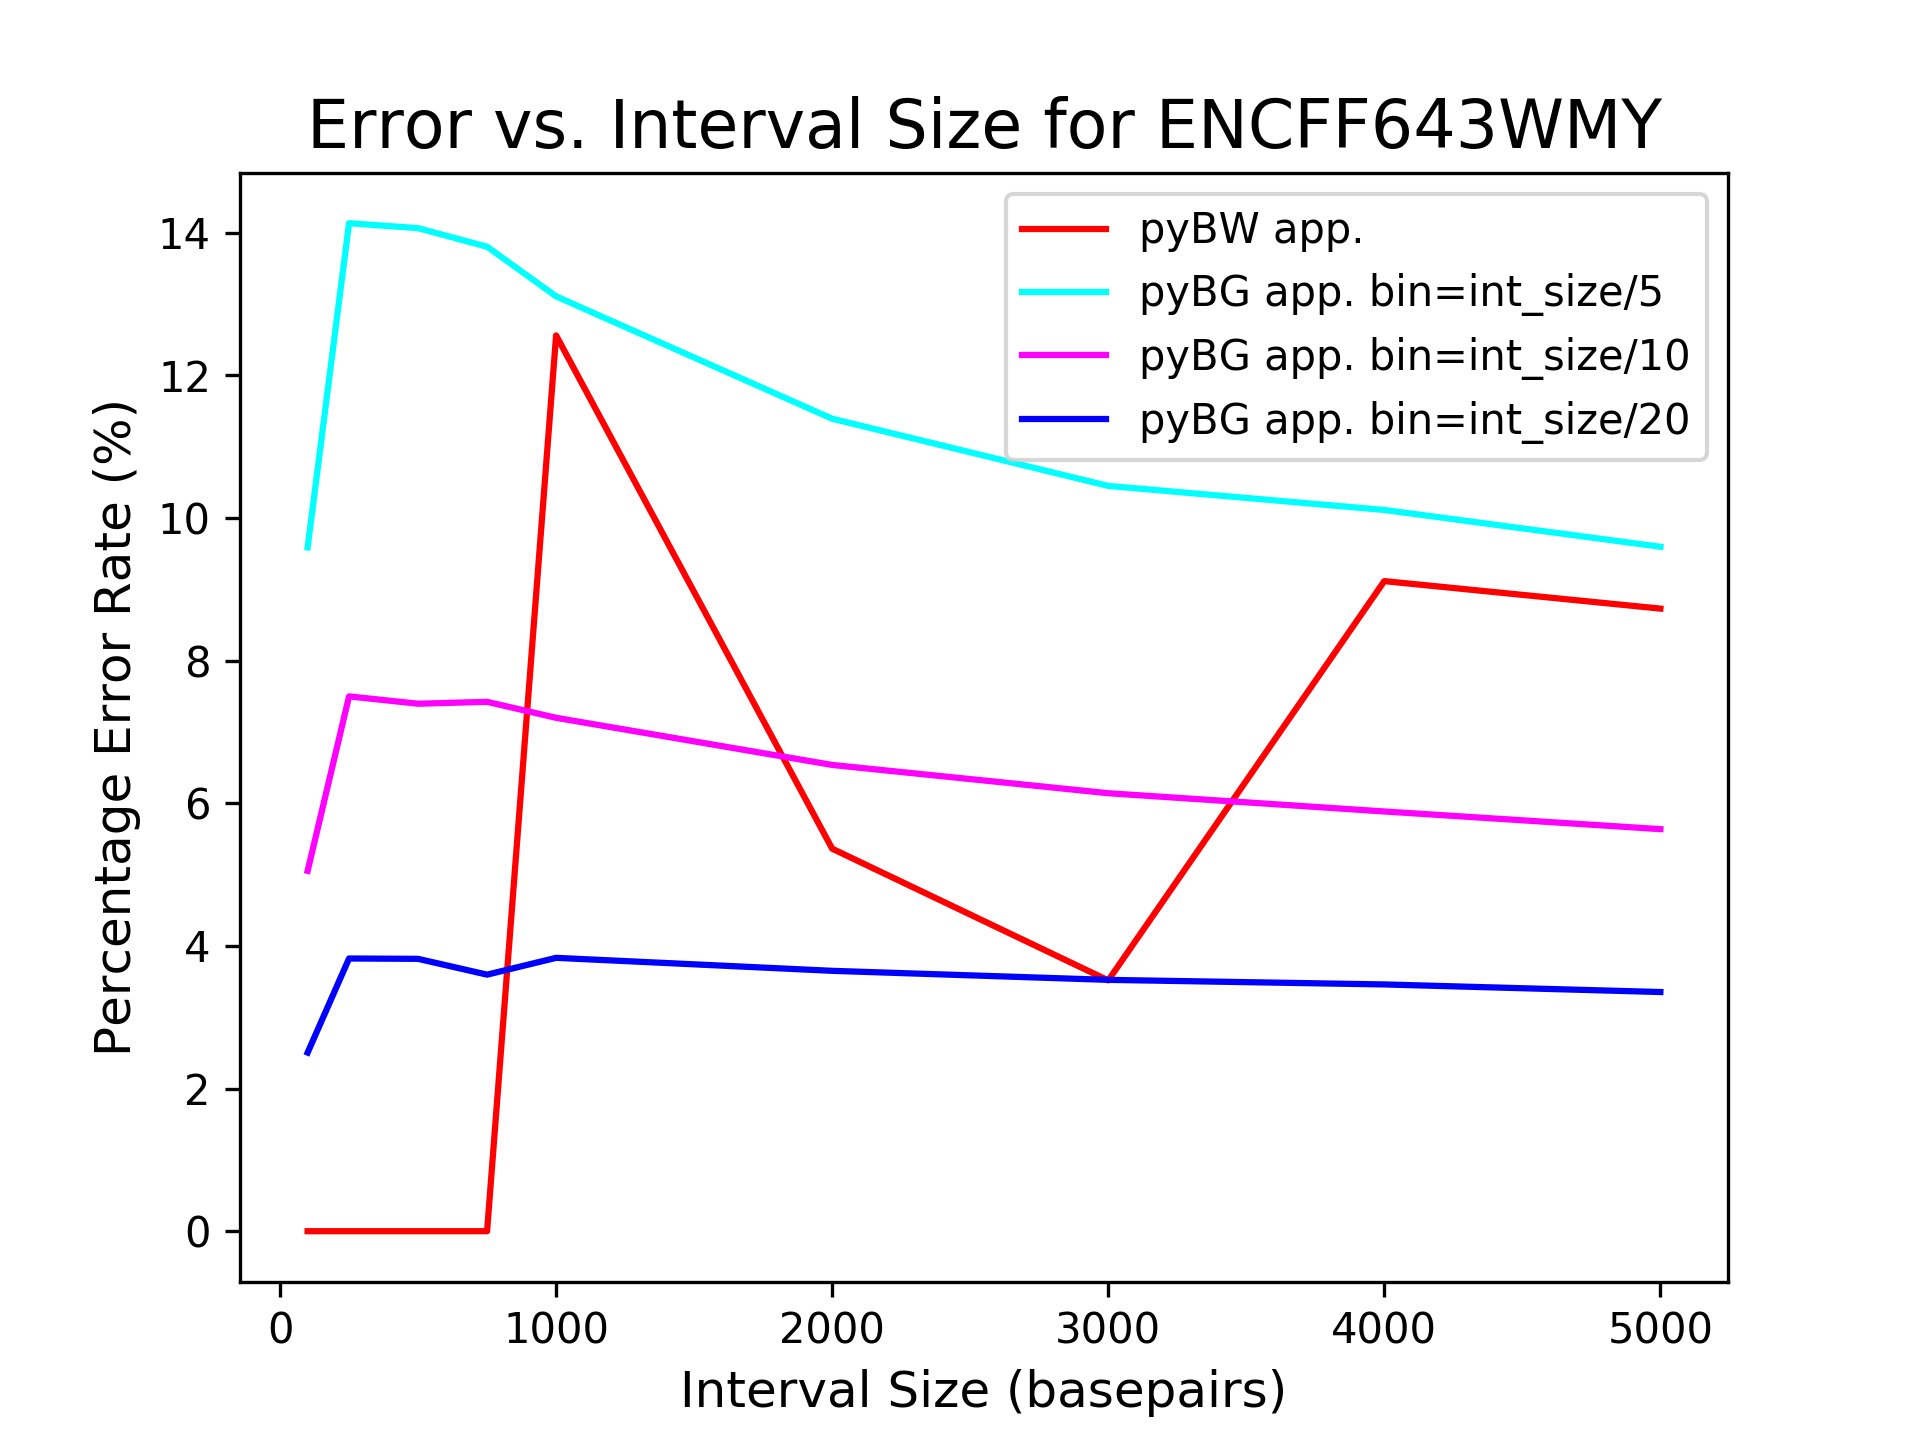 Error vs. Interval Size for ENCFF643WMY
pyBW app.
pyBG app. bin=int_size/5
pyBG app. bin=int_size/10
pyBG app. bin=int_size/20
Percentage Error Rate (%)
14
12
10
8
6
4
2
0
0 1000 2000 3000 4000 5000
Interval Size (basepairs)